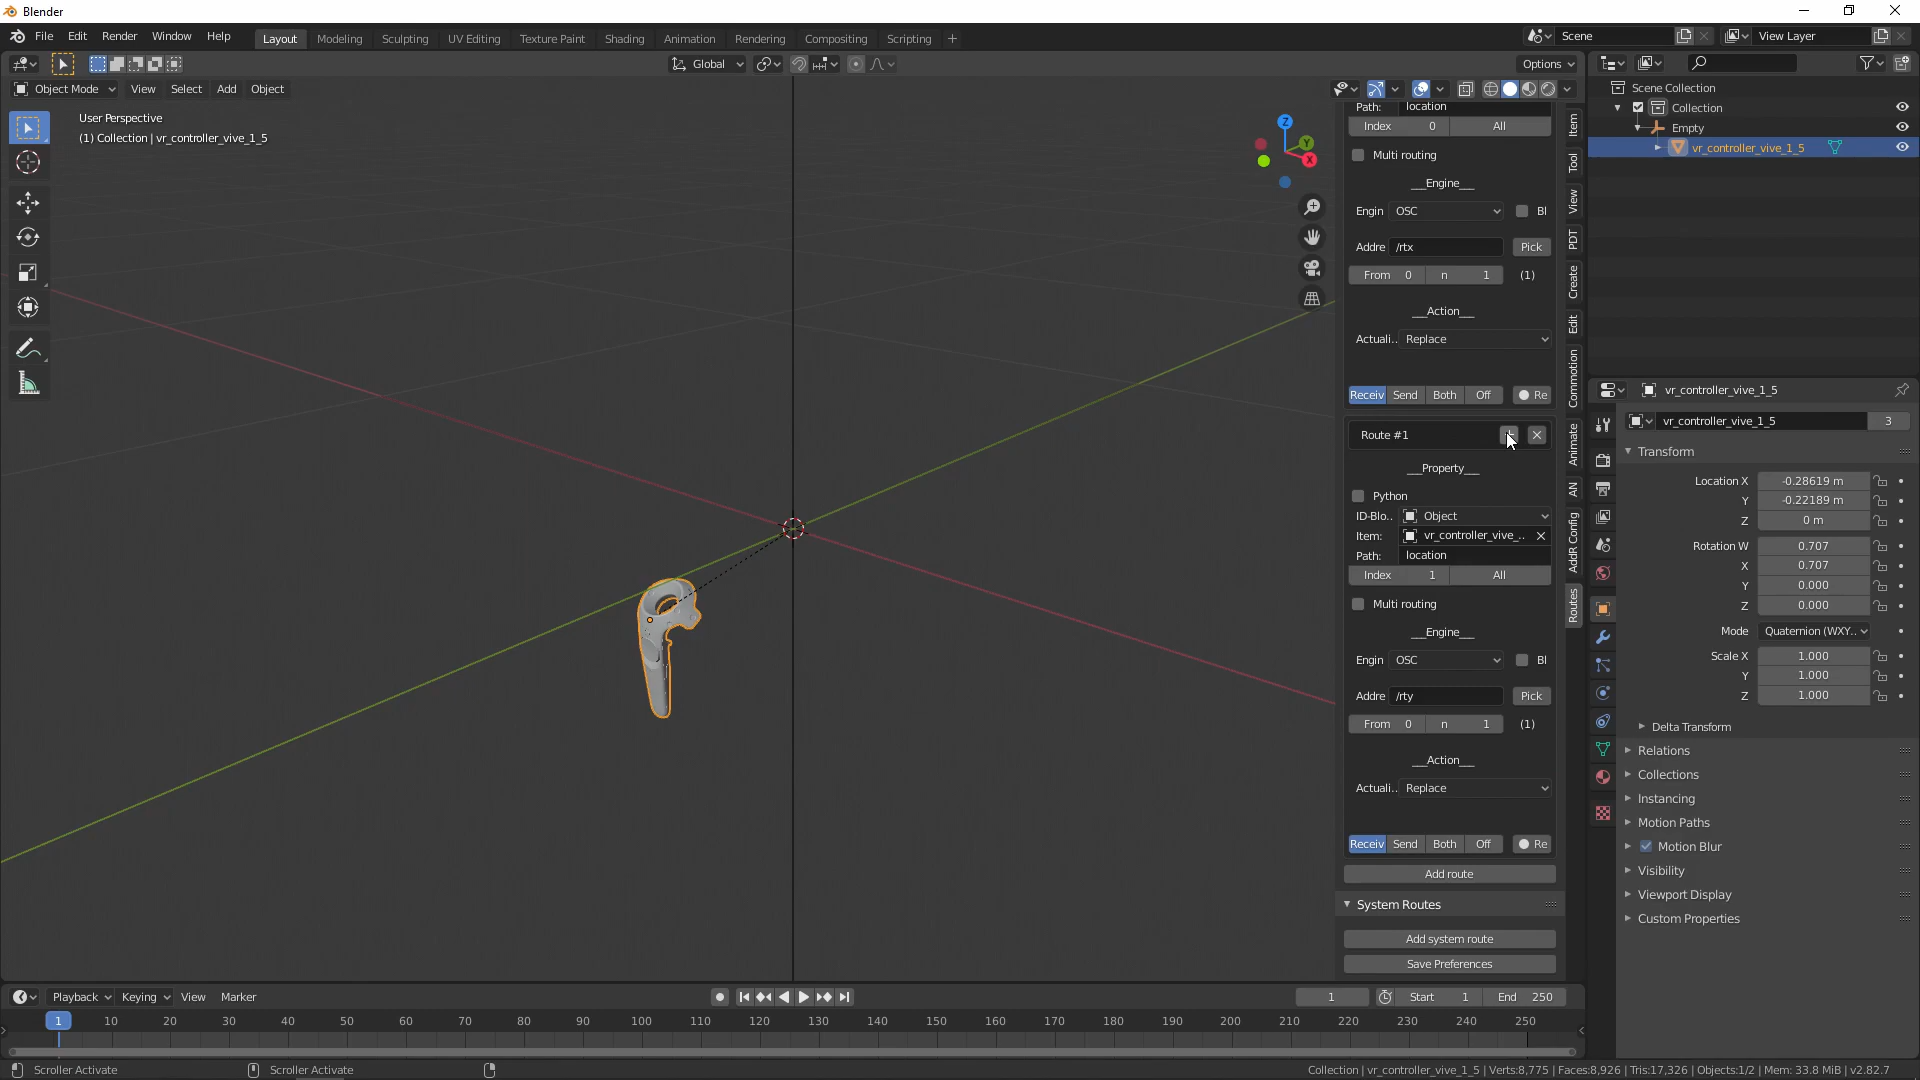 Blender
File Edit Render Window Help Layout Modeling Sculpting UV Editing Texture Paint Shading Animation Rendering Compositing Scripting + Scene View Layer
Global Options
Object Mode View Select Add Object
User Perspective
(1) Collection | vr_controller_vive_1_5
Z
Y
X
Path: location
Index 0 All
Multi routing
__Engine__
Engin OSC Bl
Addre /rtx Pick
From 0 n 1 (1)
__Action__
Actuali.. Replace
Receiv Send Both Off Re
Route #1
__Property__
Python
ID-Blo.. Object
Item: vr_controller_vive_..
Path: location
Index 1 All
Multi routing
__Engine__
Engin OSC Bl
Addre /rty Pick
From 0 n 1 (1)
__Action__
Actuali.. Replace
Receiv Send Both Off Re
Add route
System Routes
Add system route
Save Preferences
Item
Tool
View
PDT
Create
Edit
Commotion
Animate
AN
AddR Config
Routes
Scene Collection
Collection
Empty
vr_controller_vive_1_5
vr_controller_vive_1_5
vr_controller_vive_1_5 3
Transform
Location X -0.28619 m
Y -0.22189 m
Z 0 m
Rotation W 0.707
X 0.707
Y 0.000
Z 0.000
Mode Quaternion (WXY..
Scale X 1.000
Y 1.000
Z 1.000
Delta Transform
Relations
Collections
Instancing
Motion Paths
Motion Blur
Visibility
Viewport Display
Custom Properties
Playback Keying View Marker 1 Start 1 End 250
1 10 20 30 40 50 60 70 80 90 100 110 120 130 140 150 160 170 180 190 200 210 220 230 240 250
Scroller Activate Scroller Activate Collection | vr_controller_vive_1_5 | Verts:8,775 | Faces:8,926 | Tris:17,326 | Objects:1/2 | Mem: 33.8 MiB | v2.82.7